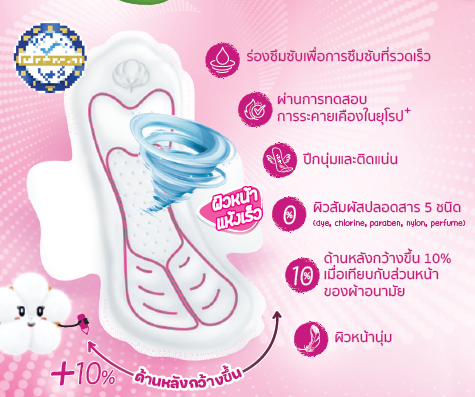 ร่องซึมซับเพื่อการซึมซับที่รวดเร็ว
ผ่านการทดสอบ
การระคายเคืองในยุโรป+
ปีกนุ่มและติดแน่น
ผิวหน้า
แห้งเร็ว
0%
ผิวสัมผัสปลอดสาร 5 ชนิด
(dye, chlorine, paraben, nylon, perfume)
10%
ด้านหลังกว้างขึ้น 10%
เมื่อเทียบกับส่วนหน้า
ของผ้าอนามัย
ผิวหน้านุ่ม
+10%
ด้านหลังกว้างขึ้น